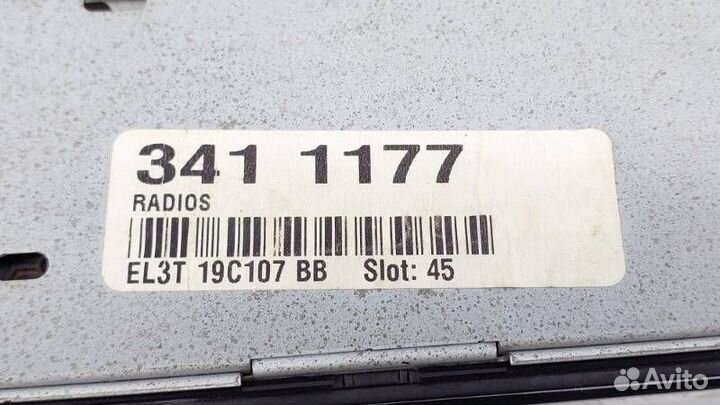 341 1177
RADIOS
EL3T 19C107 BB Slot: 45
Avito